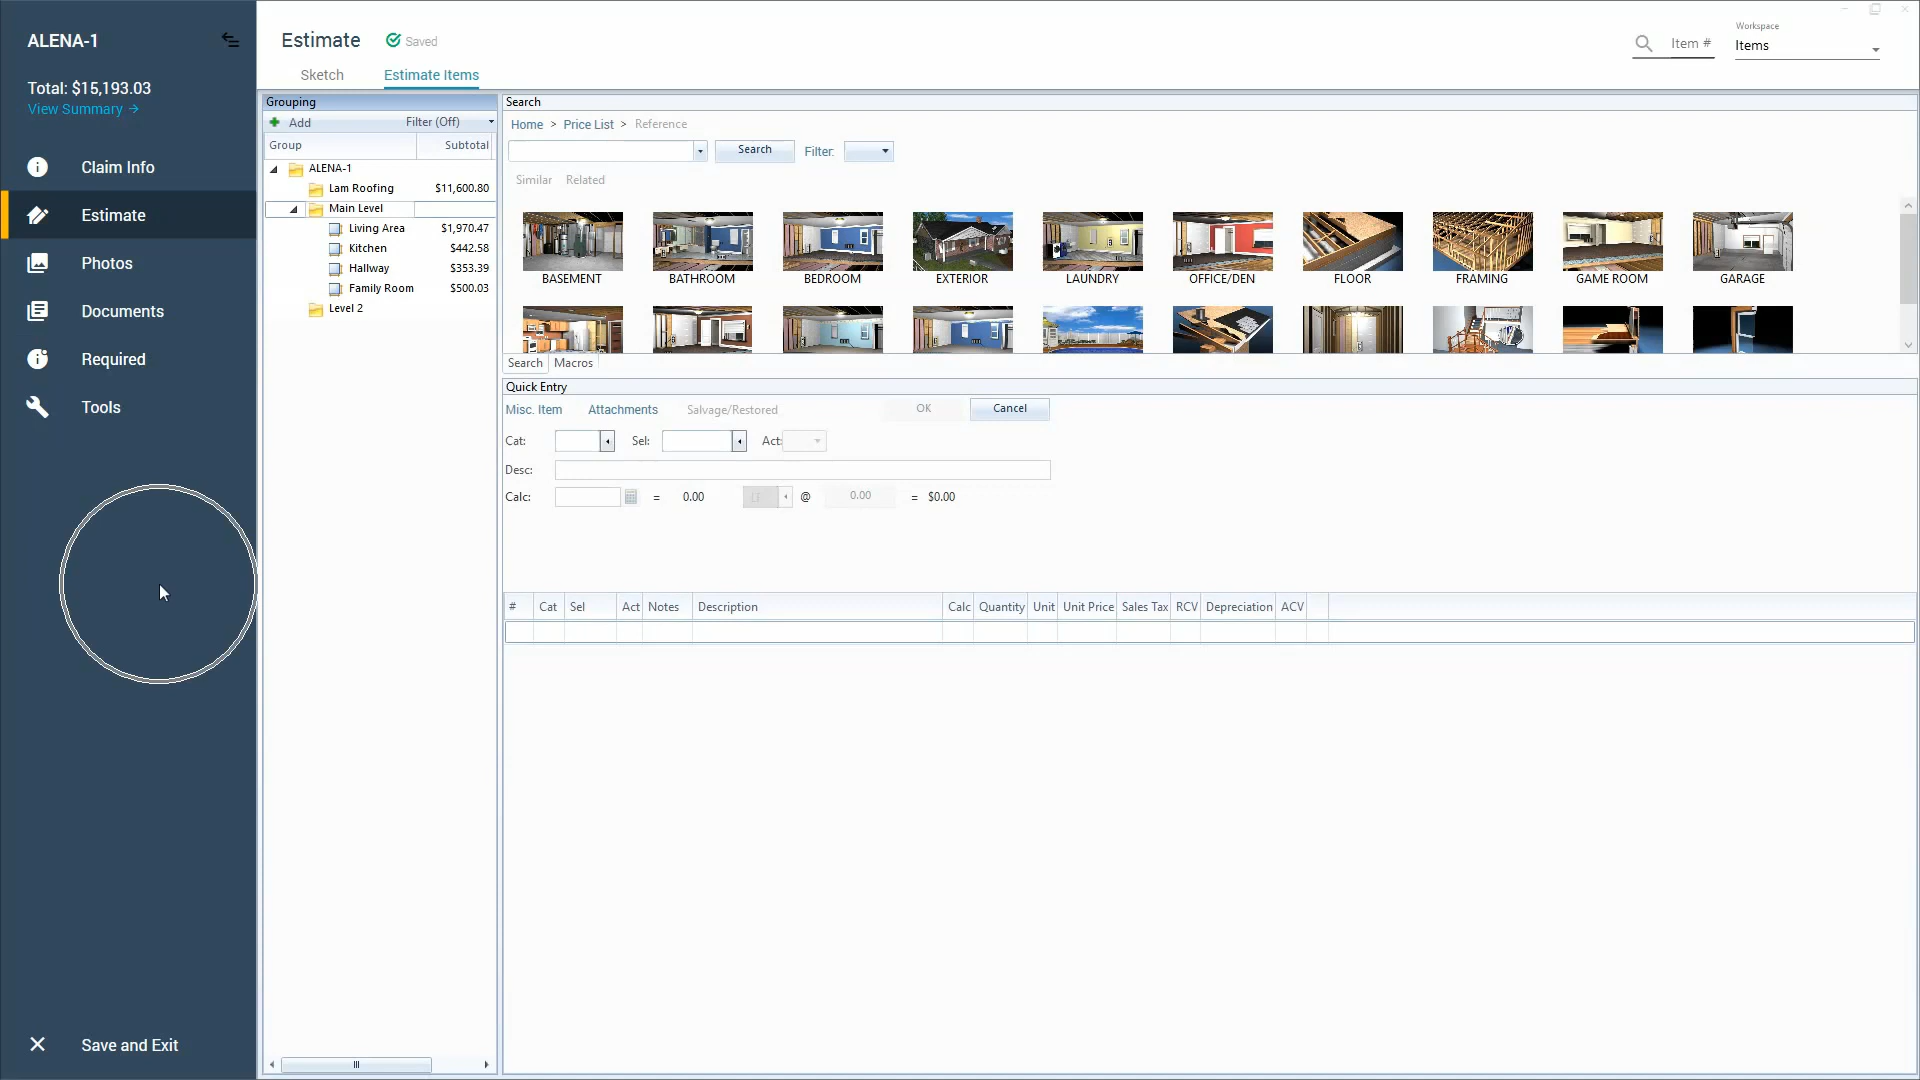 ALENA-1
Total: $15,193.03
View Summary →
Claim Info
Estimate
Photos
Documents
Required
Tools
Save and Exit
Estimate
Saved
Sketch
Estimate Items
Item #
Workspace
Items
Grouping
Add
Filter (Off)
Group Subtotal
ALENA-1
Lam Roofing $11,600.80
Main Level
Living Area $1,970.47
Kitchen $442.58
Hallway $353.39
Family Room $500.03
Level 2
Search
Home > Price List > Reference
Search Filter:
Similar Related
BASEMENT BATHROOM BEDROOM EXTERIOR LAUNDRY OFFICE/DEN FLOOR FRAMING GAME ROOM GARAGE
Search Macros
Quick Entry
Misc. Item Attachments Salvage/Restored OK Cancel
Cat: Sel: Act:
Desc:
Calc: = 0.00 LF @ 0.00 = $0.00
# Cat Sel Act Notes Description Calc Quantity Unit Unit Price Sales Tax RCV Depreciation ACV